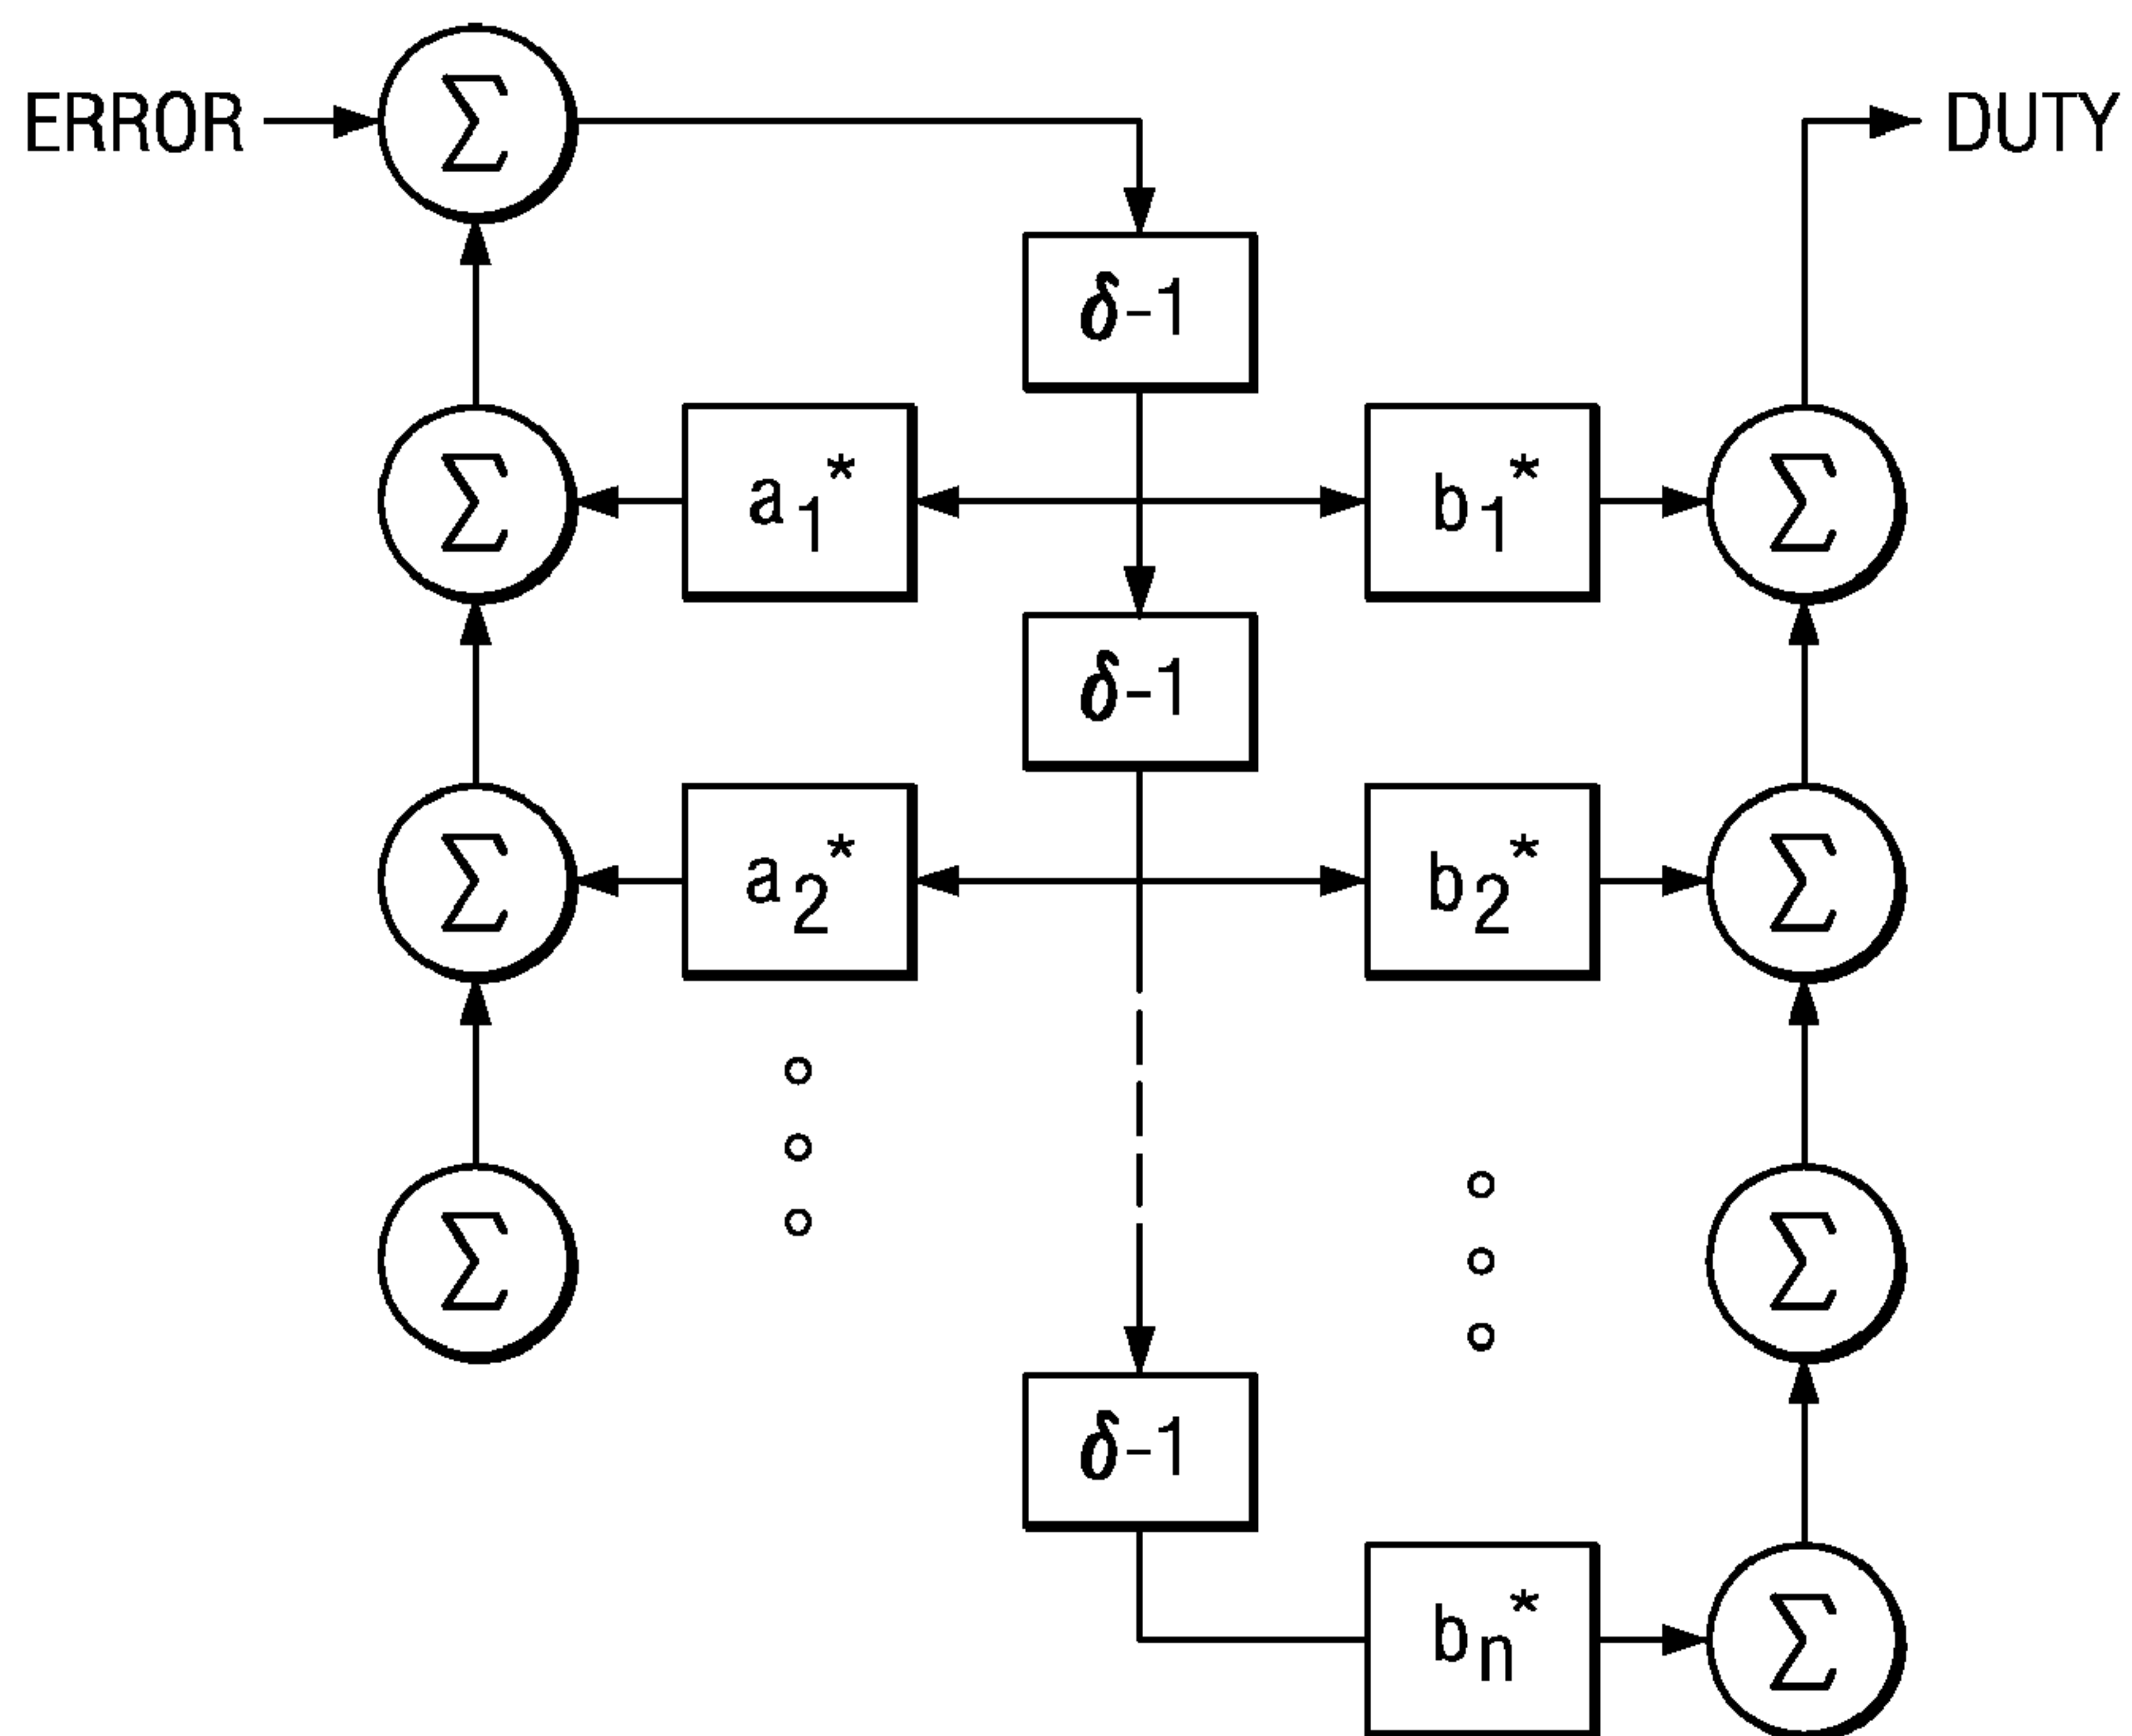 ERROR Σ DUTY
δ-1
Σ a1* b1* Σ
δ-1
Σ a2* b2* Σ
Σ Σ
δ-1
bn* Σ